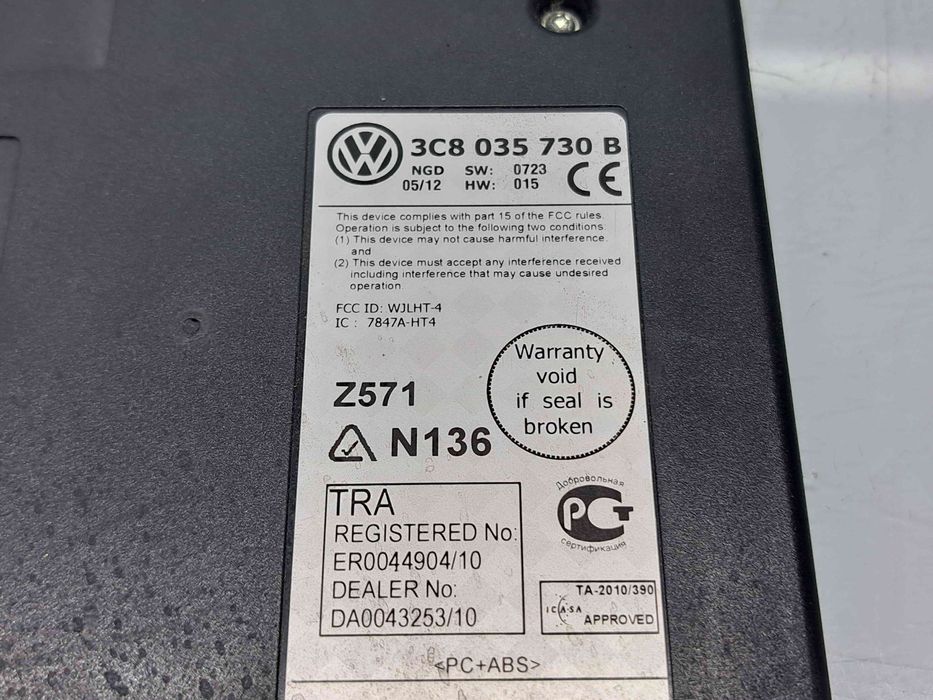 3C8 035 730 B
NGD SW: 0723
05/12 HW: 015
CE
This device complies with part 15 of the FCC rules.
Operation is subject to the following two conditions:
(1) This device may not cause harmful interference.
and
(2) This device must accept any interference received
including interference that may cause undesired
operation.
FCC ID: WJLHT-4
IC : 7847A-HT4
Warranty
void
if seal is
broken
Z571
N136
TRA
REGISTERED No:
ER0044904/10
DEALER No:
DA0043253/10
Добровольная
РСТ
сертификация
TA-2010/390
ICASA
APPROVED
<PC+ABS>